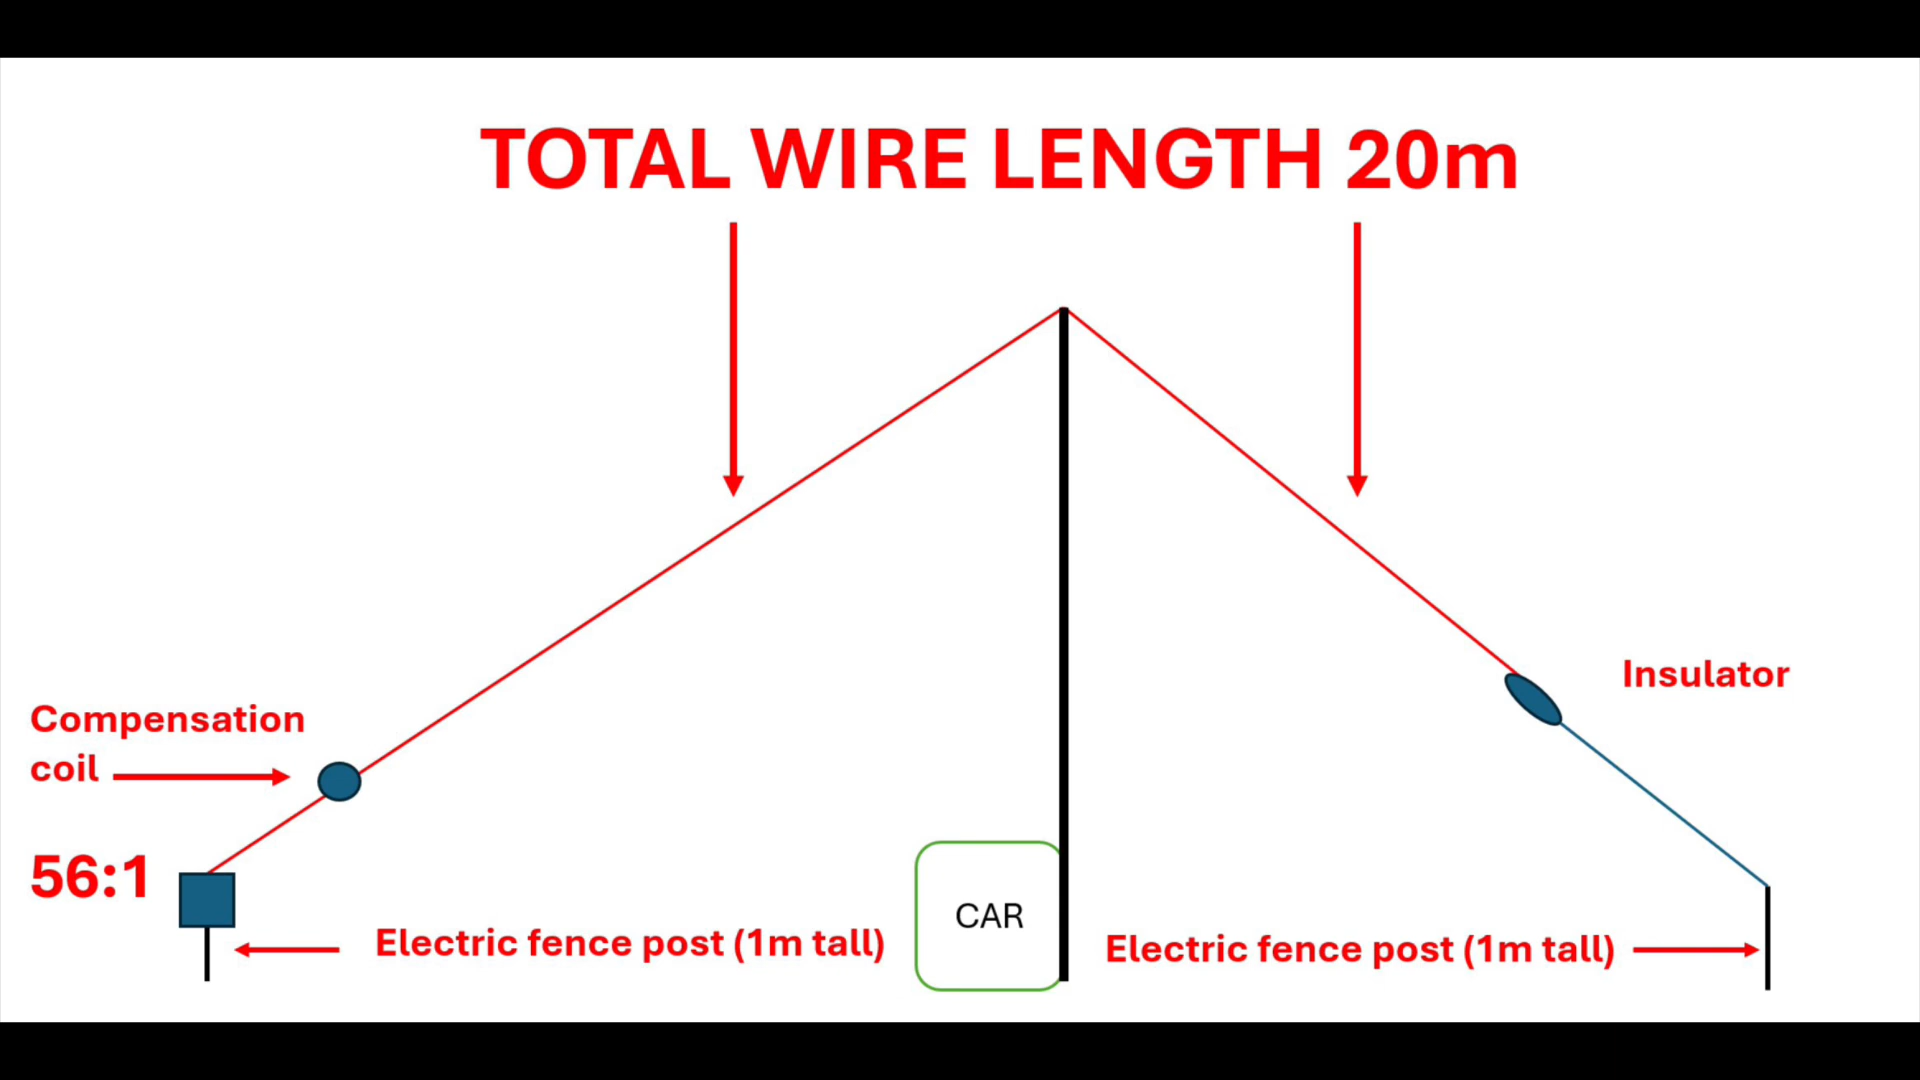 TOTAL WIRE LENGTH 20m
Insulator
Compensation
coil
56:1
CAR
Electric fence post (1m tall)
Electric fence post (1m tall)